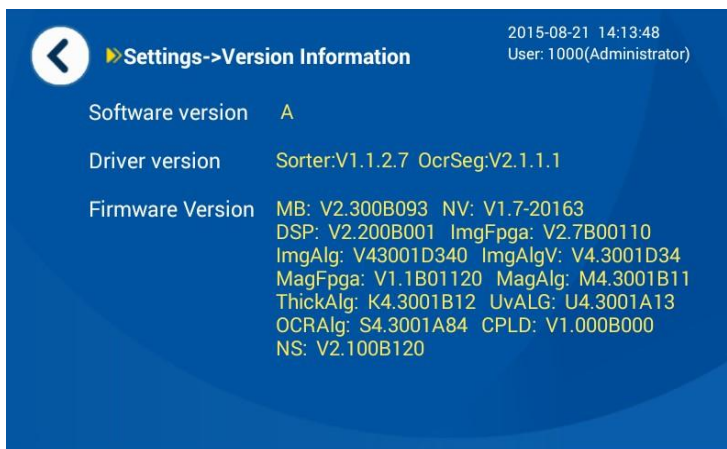 Settings->Version Information
2015-08-21 14:13:48
User: 1000(Administrator)
Software version A
Driver version Sorter:V1.1.2.7 OcrSeg:V2.1.1.1
Firmware Version MB: V2.300B093 NV: V1.7-20163
DSP: V2.200B001 ImgFpga: V2.7B00110
ImgAlg: V43001D340 ImgAlgV: V4.3001D34
MagFpga: V1.1B01120 MagAlg: M4.3001B11
ThickAlg: K4.3001B12 UvALG: U4.3001A13
OCRAlg: S4.3001A84 CPLD: V1.000B000
NS: V2.100B120